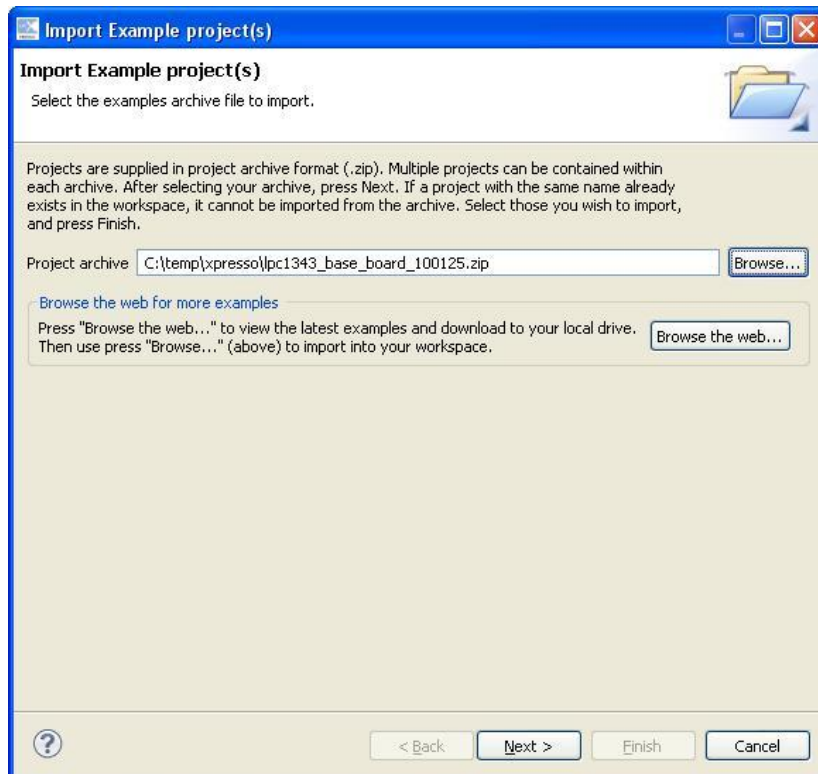 Import Example project(s)
Import Example project(s)
Select the examples archive file to import.
Projects are supplied in project archive format (.zip). Multiple projects can be contained within
each archive. After selecting your archive, press Next. If a project with the same name already
exists in the workspace, it cannot be imported from the archive. Select those you wish to import,
and press Finish.
Project archive C:\temp\xpresso\lpc1343_base_board_100125.zip Browse...
Browse the web for more examples
Press "Browse the web..." to view the latest examples and download to your local drive.
Then use press "Browse..." (above) to import into your workspace.
Browse the web...
? < Back Next > Finish Cancel